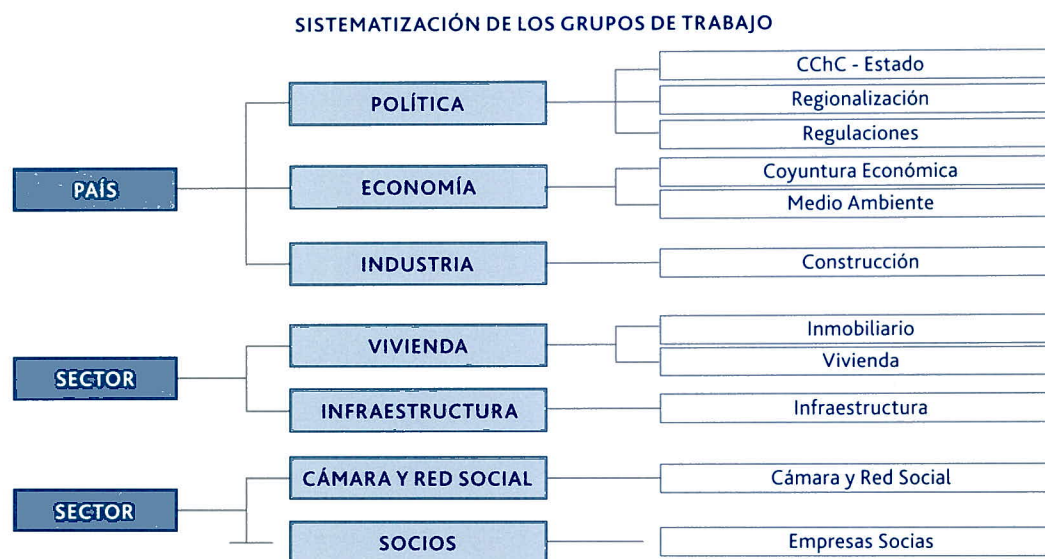 SISTEMATIZACIÓN DE LOS GRUPOS DE TRABAJO
PAÍS
POLÍTICA
CChC - Estado
Regionalización
Regulaciones
ECONOMÍA
Coyuntura Económica
Medio Ambiente
INDUSTRIA
Construcción
SECTOR
VIVIENDA
Inmobiliario
Vivienda
INFRAESTRUCTURA
Infraestructura
SECTOR
CÁMARA Y RED SOCIAL
Cámara y Red Social
SOCIOS
Empresas Socias